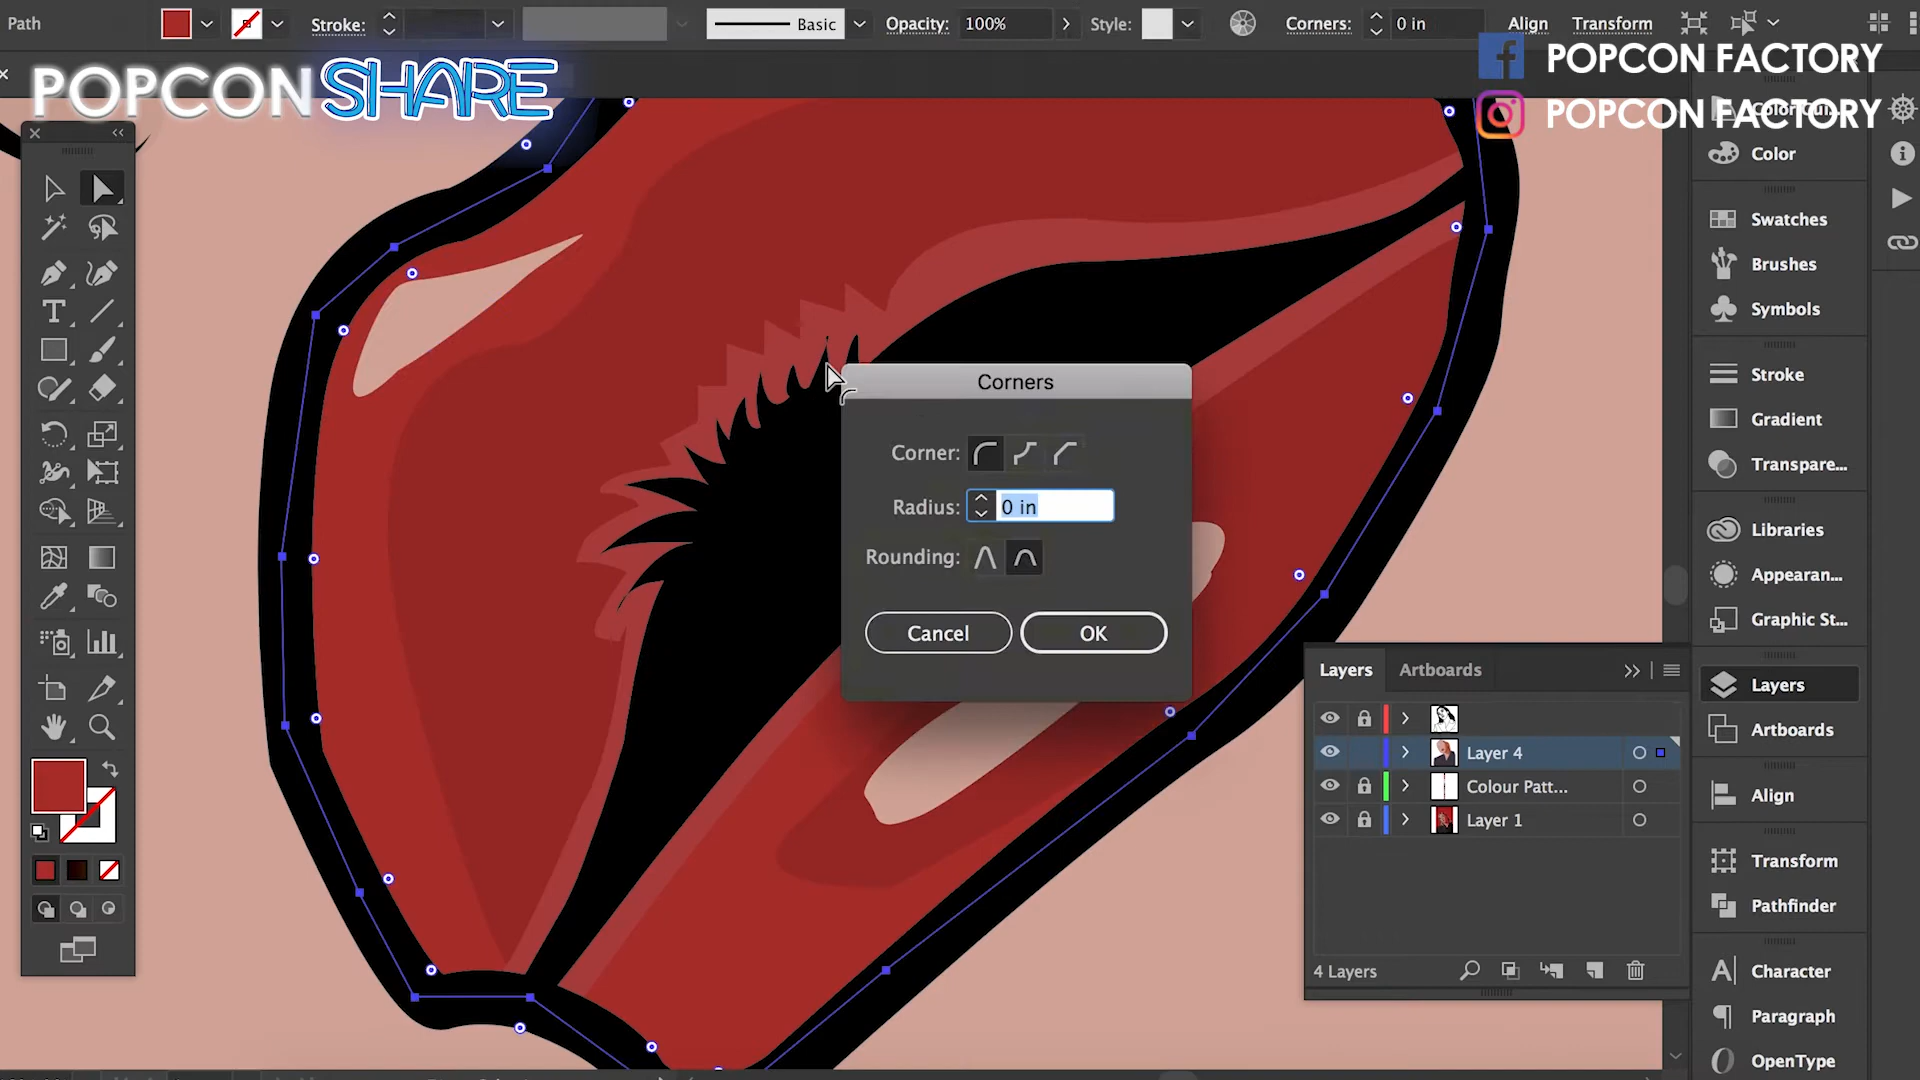 Path
Stroke:
Basic
Opacity: 100%
Style:
Corners: 0 in
Align
Transform
POPCON SHARE
POPCON FACTORY
POPCON FACTORY
Color
Swatches
Brushes
Symbols
Stroke
Gradient
Transpare...
Libraries
Appearan...
Graphic St...
Layers
Artboards
Align
Transform
Pathfinder
Character
Paragraph
OpenType
Corners
Corner:
Radius: 0 in
Rounding:
Cancel OK
Layers Artboards
Layer 4
Colour Patt...
Layer 1
4 Layers